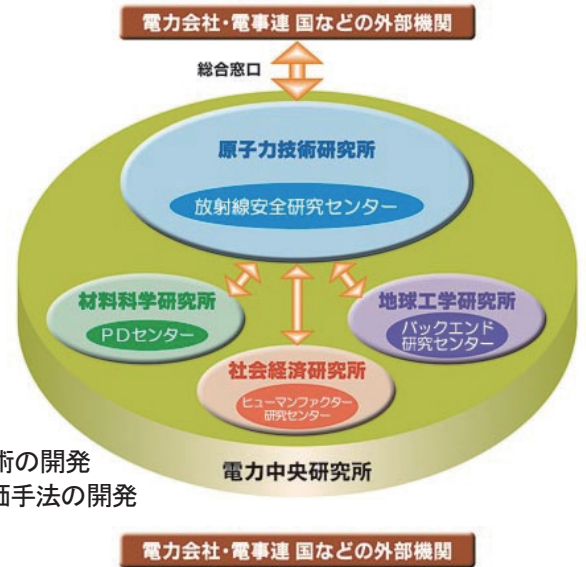 電力会社・電事連 国などの外部機関
総合窓口
原子力技術研究所
放射線安全研究センター
材料科学研究所
PDセンター
地球工学研究所
バックエンド
研究センター
社会経済研究所
ヒューマンファクター
研究センター
術の開発
電力中央研究所
価手法の開発
電力会社・電事連 国などの外部機関